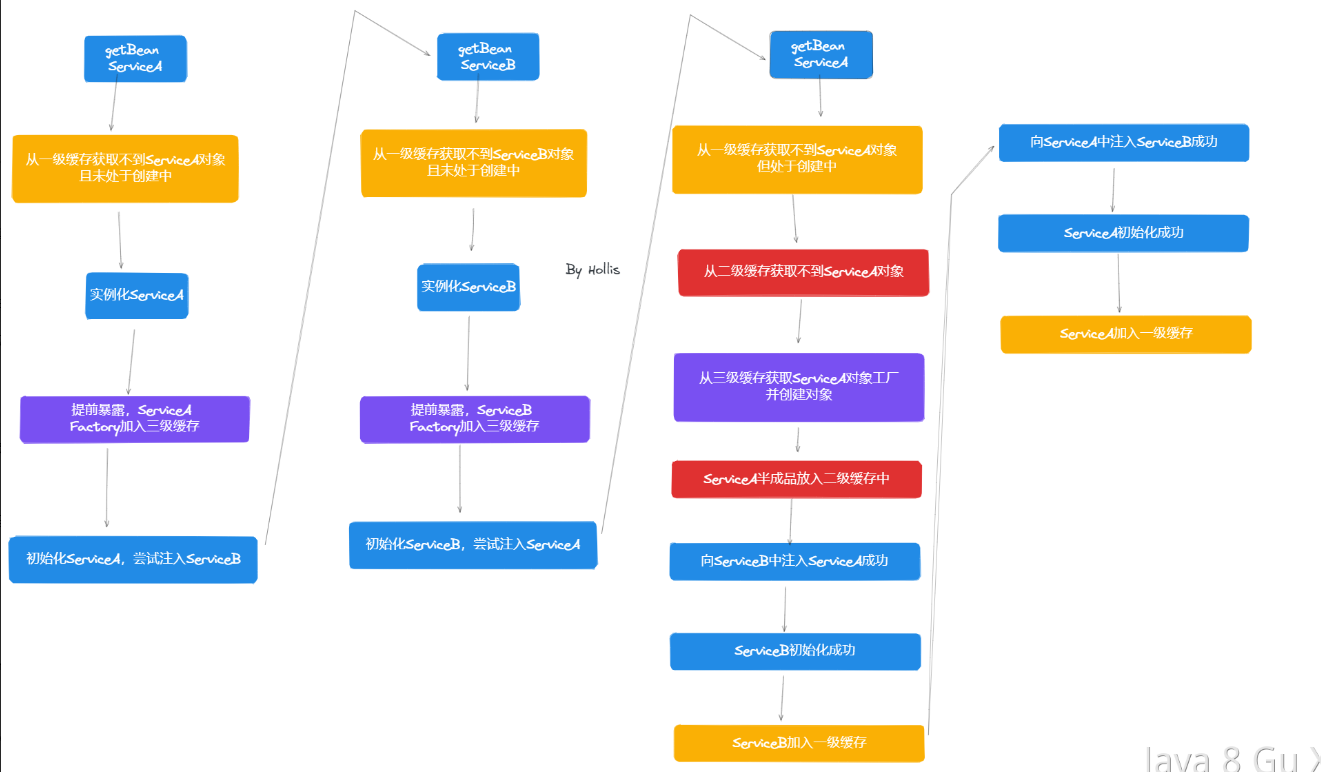 getBean
ServiceA
从一级缓存获取不到ServiceA对象
且未处于创建中
实例化ServiceA
提前暴露，ServiceA
Factory加入三级缓存
初始化ServiceA，尝试注入ServiceB
getBean
ServiceB
从一级缓存获取不到ServiceB对象
且未处于创建中
实例化ServiceB
提前暴露，ServiceB
Factory加入三级缓存
初始化ServiceB，尝试注入ServiceA
By Hollis
getBean
ServiceA
从一级缓存获取不到ServiceA对象
但处于创建中
从二级缓存获取不到ServiceA对象
从三级缓存获取ServiceA对象工厂
并创建对象
ServiceA半成品放入二级缓存中
向ServiceB中注入ServiceA成功
ServiceB初始化成功
ServiceB加入一级缓存
向ServiceA中注入ServiceB成功
ServiceA初始化成功
ServiceA加入一级缓存
Java 8 Gu